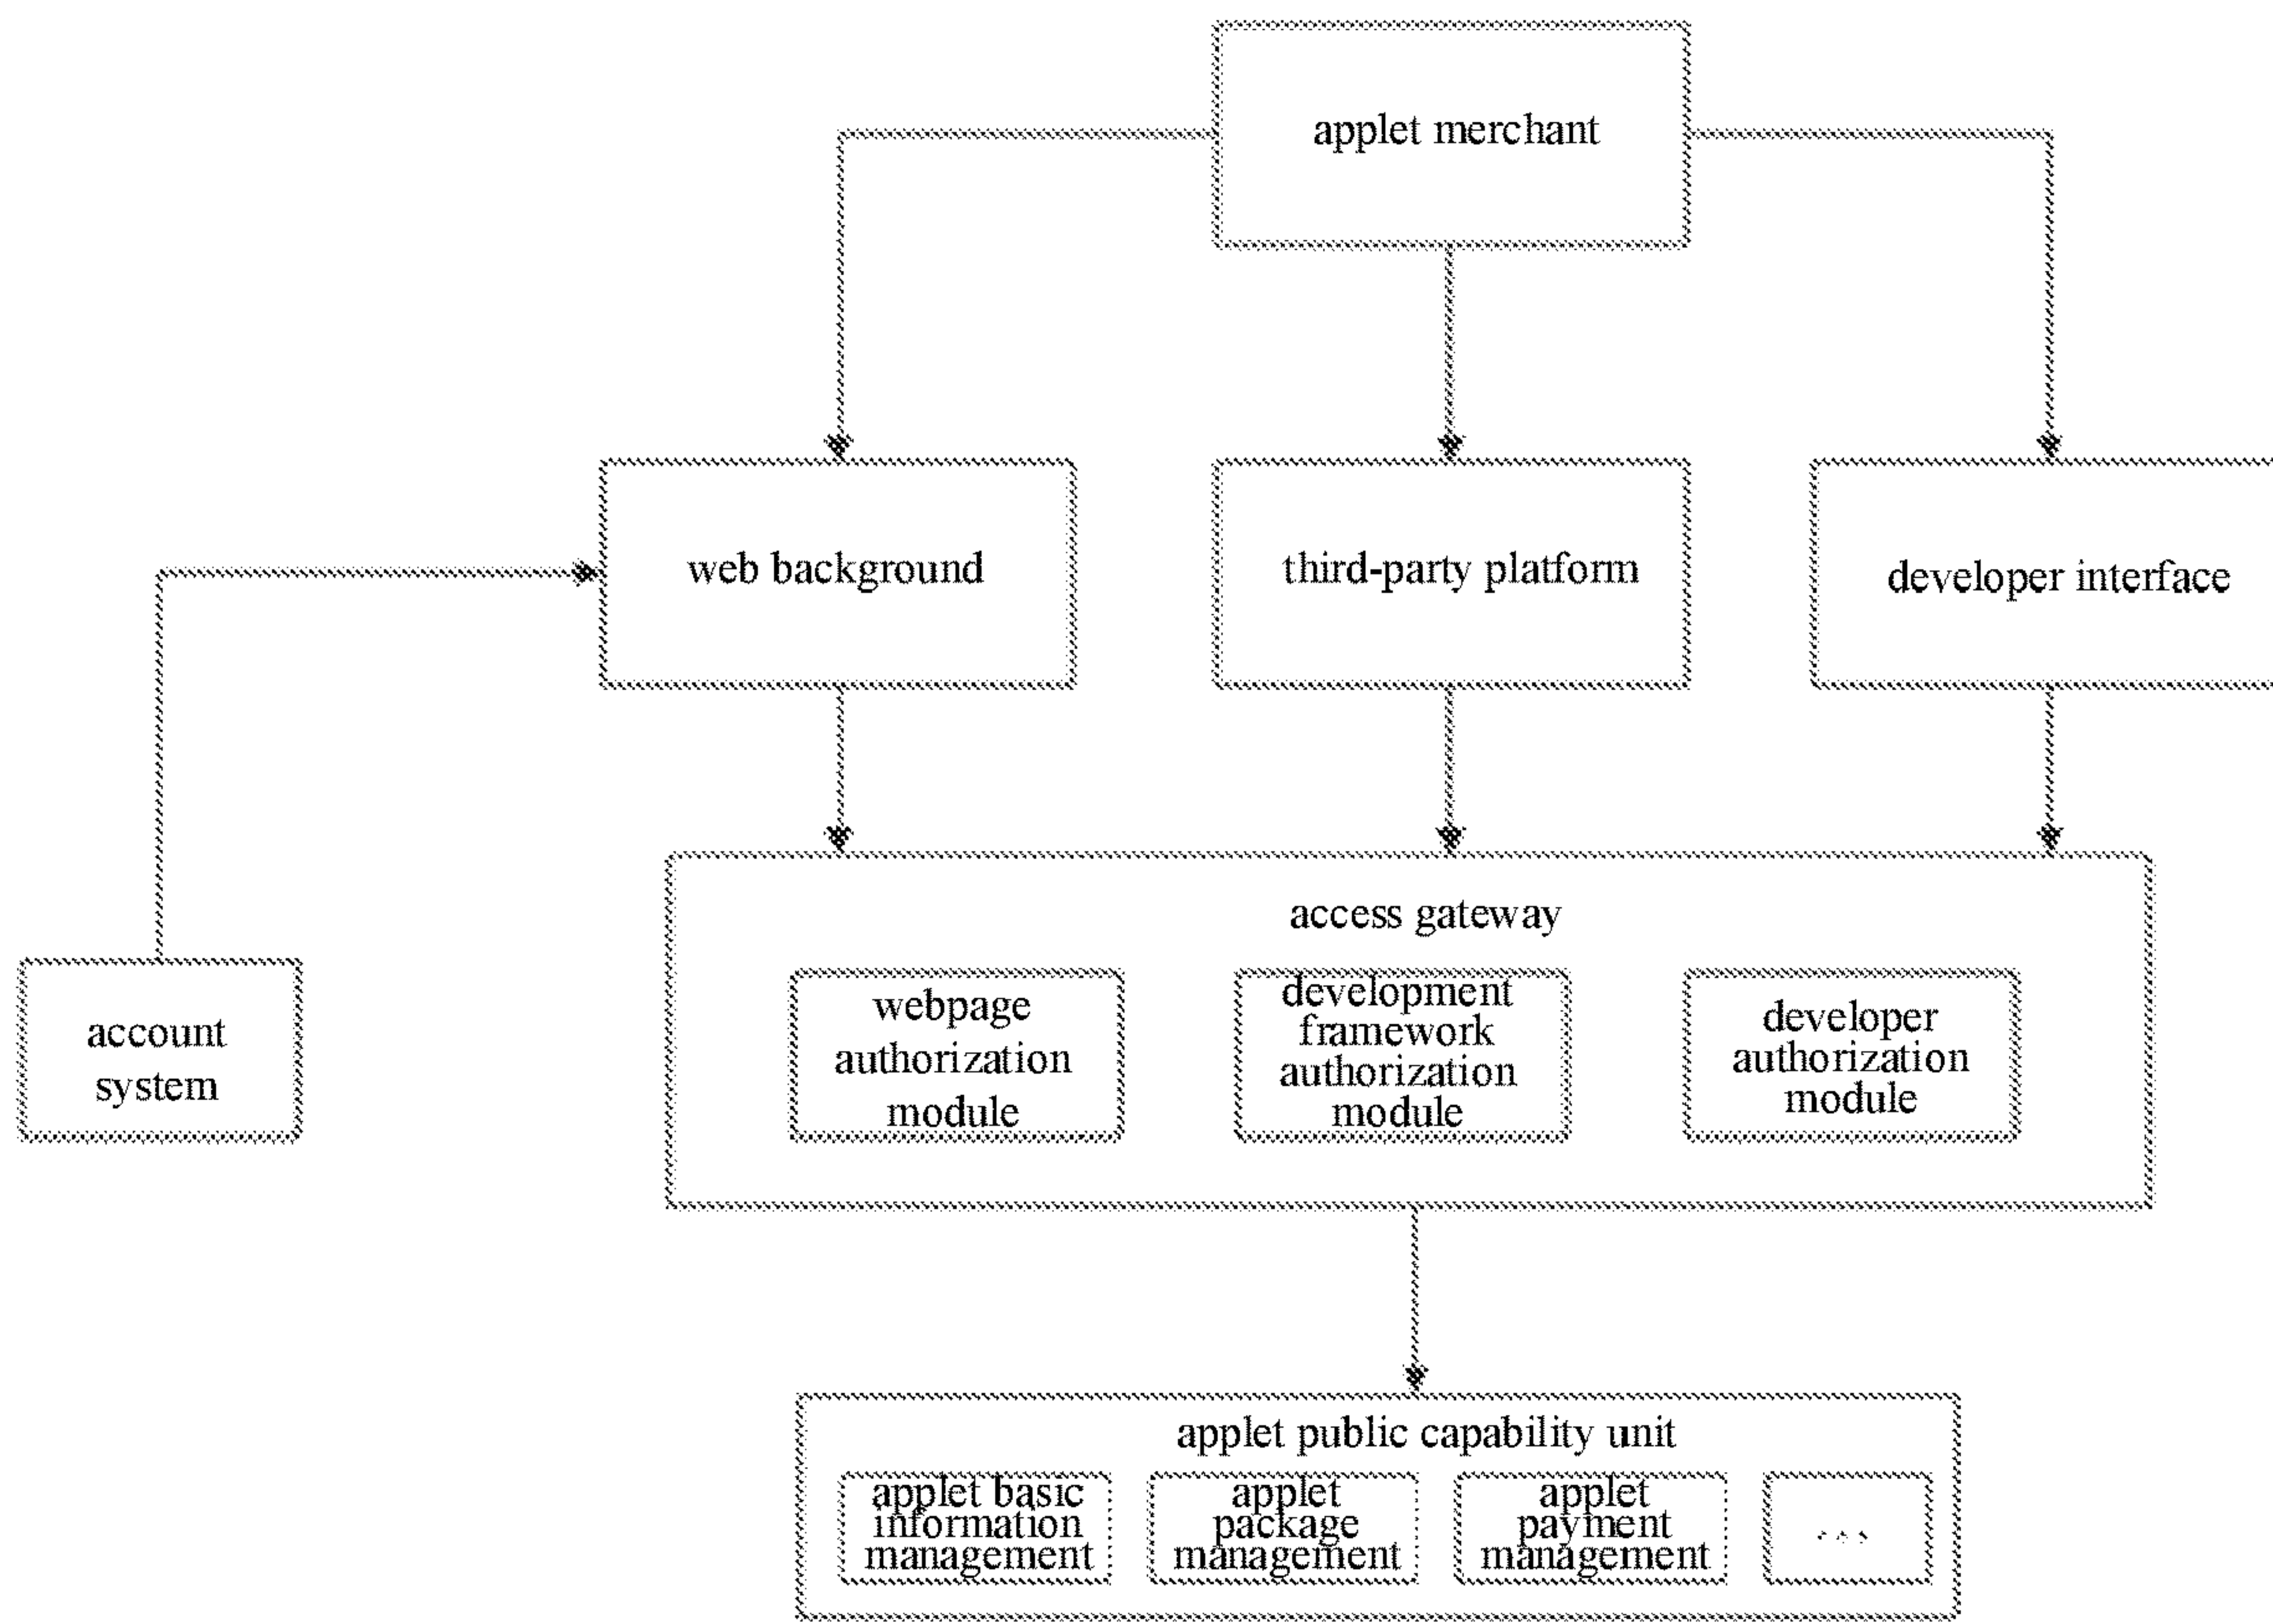 applet merchant
web background
third-party platform
developer interface
access gateway
account
system
webpage
authorization
module
development
framework
authorization
module
developer
authorization
module
applet public capability unit
applet basic
information
management
applet
package
management
applet
payment
management
...